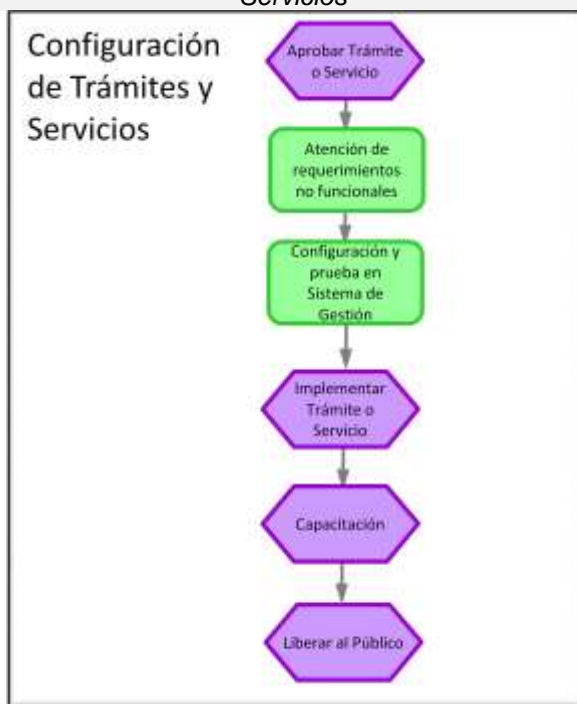 Servicios
Configuración
de Trámites y
Servicios
Aprobar Trámite
o Servicio
Atención de
requerimientos
no funcionales
Configuración y
prueba en
Sistema de
Gestión
Implementar
Trámite o
Servicio
Capacitación
Liberar al Público